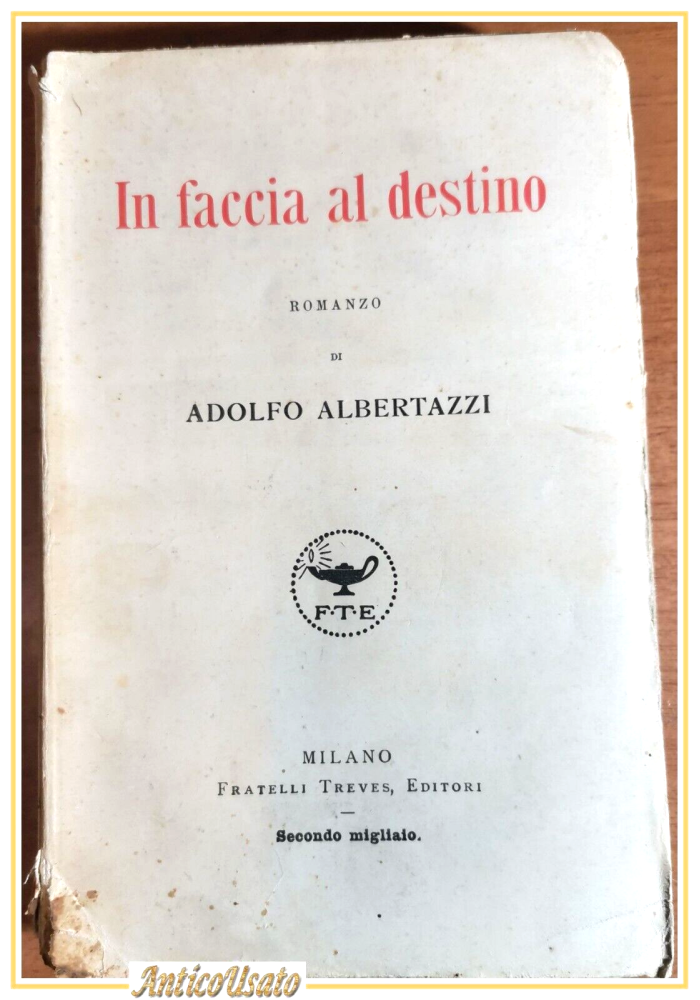 In faccia al destino
ROMANZO
DI
ADOLFO ALBERTAZZI
F·T·E
MILANO
FRATELLI TREVES, EDITORI
—
Secondo migliaio.
AnticoUsato